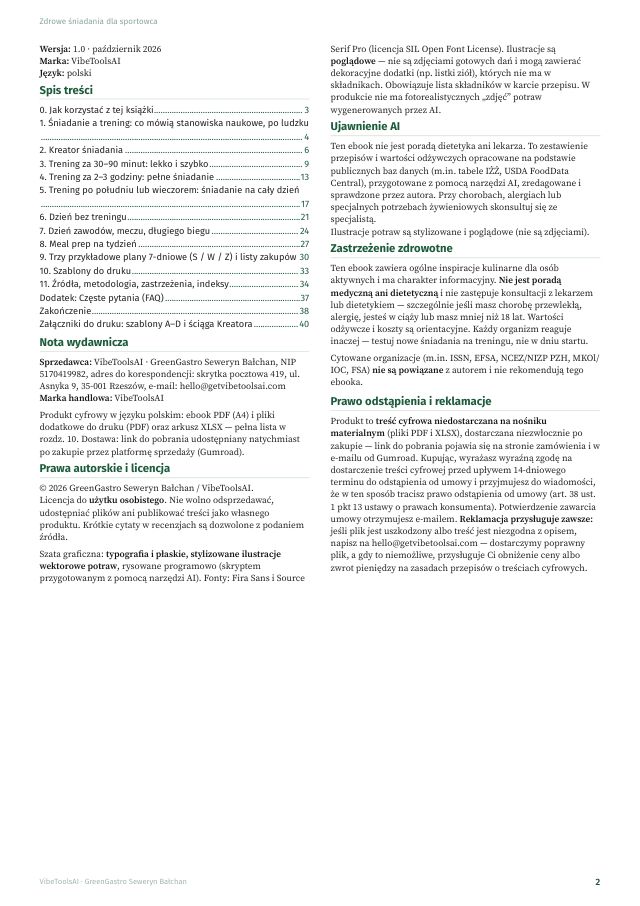 Zdrowe śniadania dla sportowca
Wersja: 1.0 · październik 2026
Marka: VibeToolsAI
Język: polski
Spis treści
0. Jak korzystać z tej książki 3
1. Śniadanie a trening: co mówią stanowiska naukowe, po ludzku
4
2. Kreator śniadania 6
3. Trening za 30–90 minut: lekko i szybko 9
4. Trening za 2–3 godziny: pełne śniadanie 13
5. Trening po południu lub wieczorem: śniadanie na cały dzień
17
6. Dzień bez treningu 21
7. Dzień zawodów, meczu, długiego biegu 24
8. Meal prep na tydzień 27
9. Trzy przykładowe plany 7-dniowe (S / W / Z) i listy zakupów 30
10. Szablony do druku 33
11. Źródła, metodologia, zastrzeżenia, indeksy 34
Dodatek: Częste pytania (FAQ) 37
Zakończenie 38
Załączniki do druku: szablony A–D i ściąga Kreatora 40
Nota wydawnicza
Sprzedawca: VibeToolsAI · GreenGastro Seweryn Bałchan, NIP
5170419982, adres do korespondencji: skrytka pocztowa 419, ul.
Asnyka 9, 35-001 Rzeszów, e-mail: hello@getvibetoolsai.com
Marka handlowa: VibeToolsAI
Produkt cyfrowy w języku polskim: ebook PDF (A4) i pliki
dodatkowe do druku (PDF) oraz arkusz XLSX — pełna lista w
rozdz. 10. Dostawa: link do pobrania udostępniany natychmiast
po zakupie przez platformę sprzedaży (Gumroad).
Prawa autorskie i licencja
© 2026 GreenGastro Seweryn Bałchan / VibeToolsAI.
Licencja do użytku osobistego. Nie wolno odsprzedawać,
udostępniać plików ani publikować treści jako własnego
produktu. Krótkie cytaty w recenzjach są dozwolone z podaniem
źródła.
Szata graficzna: typografia i płaskie, stylizowane ilustracje
wektorowe potraw, rysowane programowo (skryptem
przygotowanym z pomocą narzędzi AI). Fonty: Fira Sans i Source
Serif Pro (licencja SIL Open Font License). Ilustracje są
poglądowe — nie są zdjęciami gotowych dań i mogą zawierać
dekoracyjne dodatki (np. listki ziół), których nie ma w
składnikach. Obowiązuje lista składników w karcie przepisu. W
produkcie nie ma fotorealistycznych „zdjęć” potraw
wygenerowanych przez AI.
Ujawnienie AI
Ten ebook nie jest poradą dietetyka ani lekarza. To zestawienie
przepisów i wartości odżywczych opracowane na podstawie
publicznych baz danych (m.in. tabele IŻŻ, USDA FoodData
Central), przygotowane z pomocą narzędzi AI, zredagowane i
sprawdzone przez autora. Przy chorobach, alergiach lub
specjalnych potrzebach żywieniowych skonsultuj się ze
specjalistą.
Ilustracje potraw są stylizowane i poglądowe (nie są zdjęciami).
Zastrzeżenie zdrowotne
Ten ebook zawiera ogólne inspiracje kulinarne dla osób
aktywnych i ma charakter informacyjny. Nie jest poradą
medyczną ani dietetyczną i nie zastępuje konsultacji z lekarzem
lub dietetykiem — szczególnie jeśli masz chorobę przewlekłą,
alergię, jesteś w ciąży lub masz mniej niż 18 lat. Wartości
odżywcze i koszty są orientacyjne. Każdy organizm reaguje
inaczej — testuj nowe śniadania na treningu, nie w dniu startu.
Cytowane organizacje (m.in. ISSN, EFSA, NCEZ/NIZP PZH, MKOl/
IOC, FSA) nie są powiązane z autorem i nie rekomendują tego
ebooka.
Prawo odstąpienia i reklamacje
Produkt to treść cyfrowa niedostarczana na nośniku
materialnym (pliki PDF i XLSX), dostarczana niezwłocznie po
zakupie — link do pobrania pojawia się na stronie zamówienia i w
e-mailu od Gumroad. Kupując, wyrażasz wyraźną zgodę na
dostarczenie treści cyfrowej przed upływem 14-dniowego
terminu do odstąpienia od umowy i przyjmujesz do wiadomości,
że w ten sposób tracisz prawo odstąpienia od umowy (art. 38 ust.
1 pkt 13 ustawy o prawach konsumenta). Potwierdzenie zawarcia
umowy otrzymujesz e-mailem. Reklamacja przysługuje zawsze:
jeśli plik jest uszkodzony albo treść jest niezgodna z opisem,
napisz na hello@getvibetoolsai.com — dostarczymy poprawny
plik, a gdy to niemożliwe, przysługuje Ci obniżenie ceny albo
zwrot pieniędzy na zasadach przepisów o treściach cyfrowych.
VibeToolsAI · GreenGastro Seweryn Bałchan
2